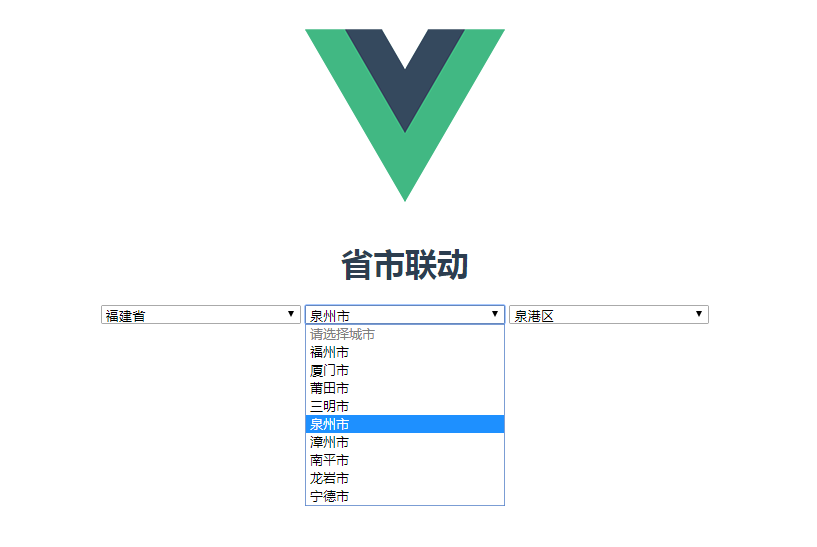 省市联动
福建省 泉州市 泉港区
请选择城市
福州市
厦门市
莆田市
三明市
泉州市
漳州市
南平市
龙岩市
宁德市